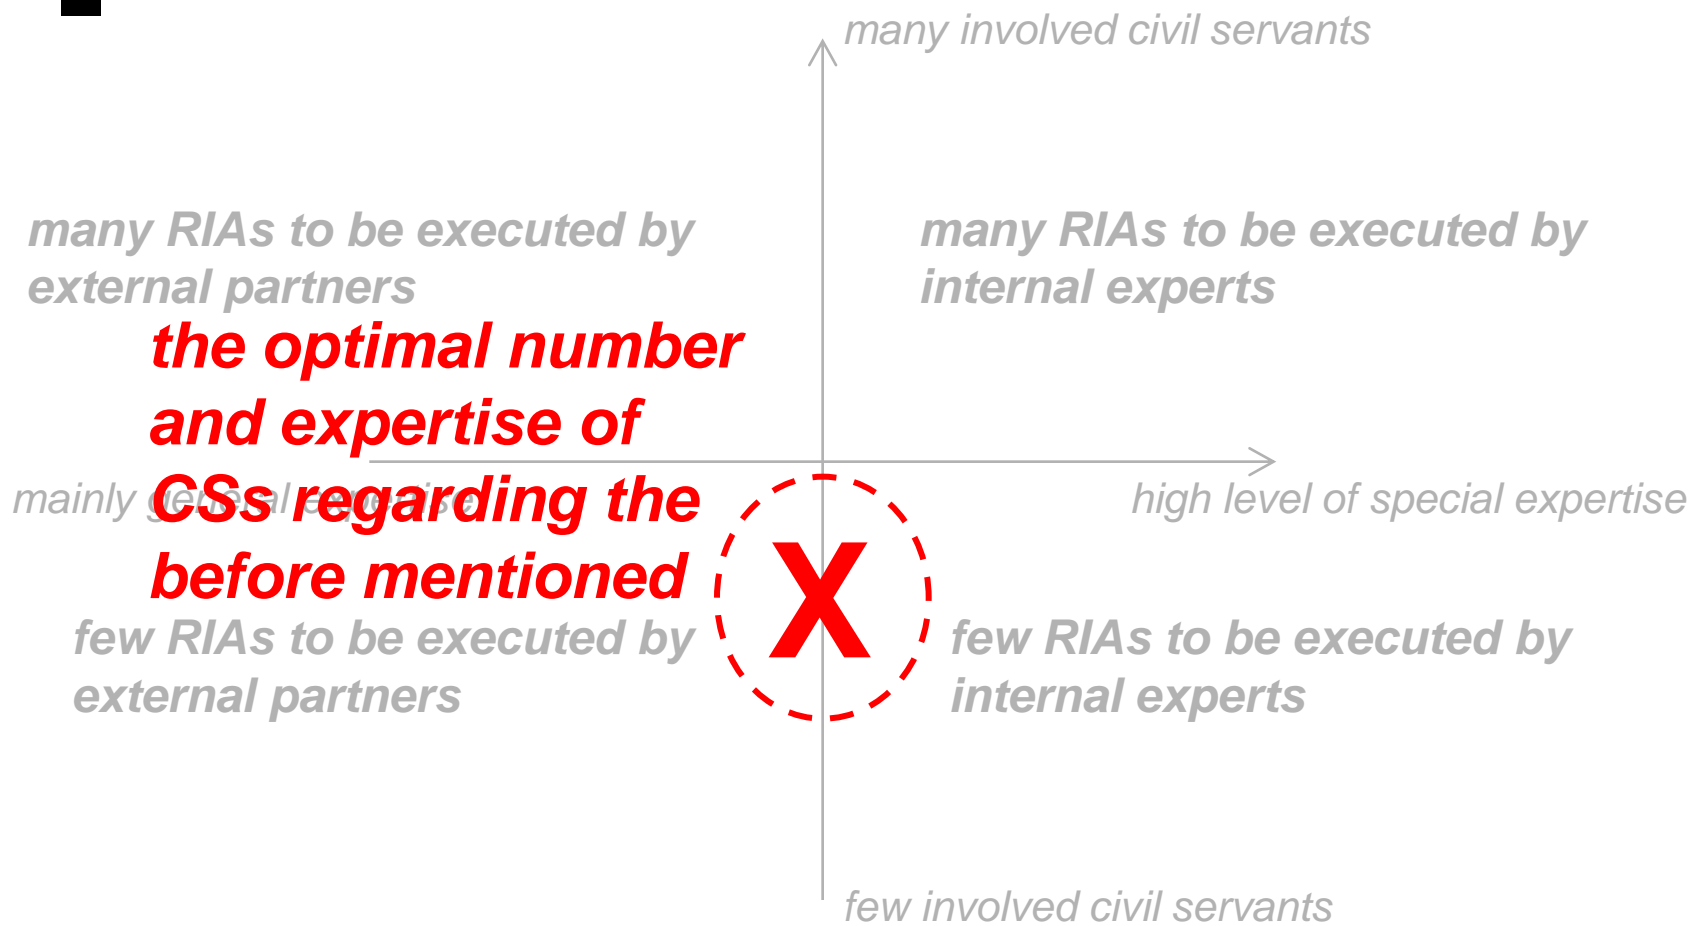 many involved civil servants
many RIAs to be executed by
external partners
many RIAs to be executed by
internal experts
the optimal number
and expertise of
CSs regarding the
before mentioned
mainly general expertise
high level of special expertise
X
few RIAs to be executed by
external partners
few RIAs to be executed by
internal experts
few involved civil servants